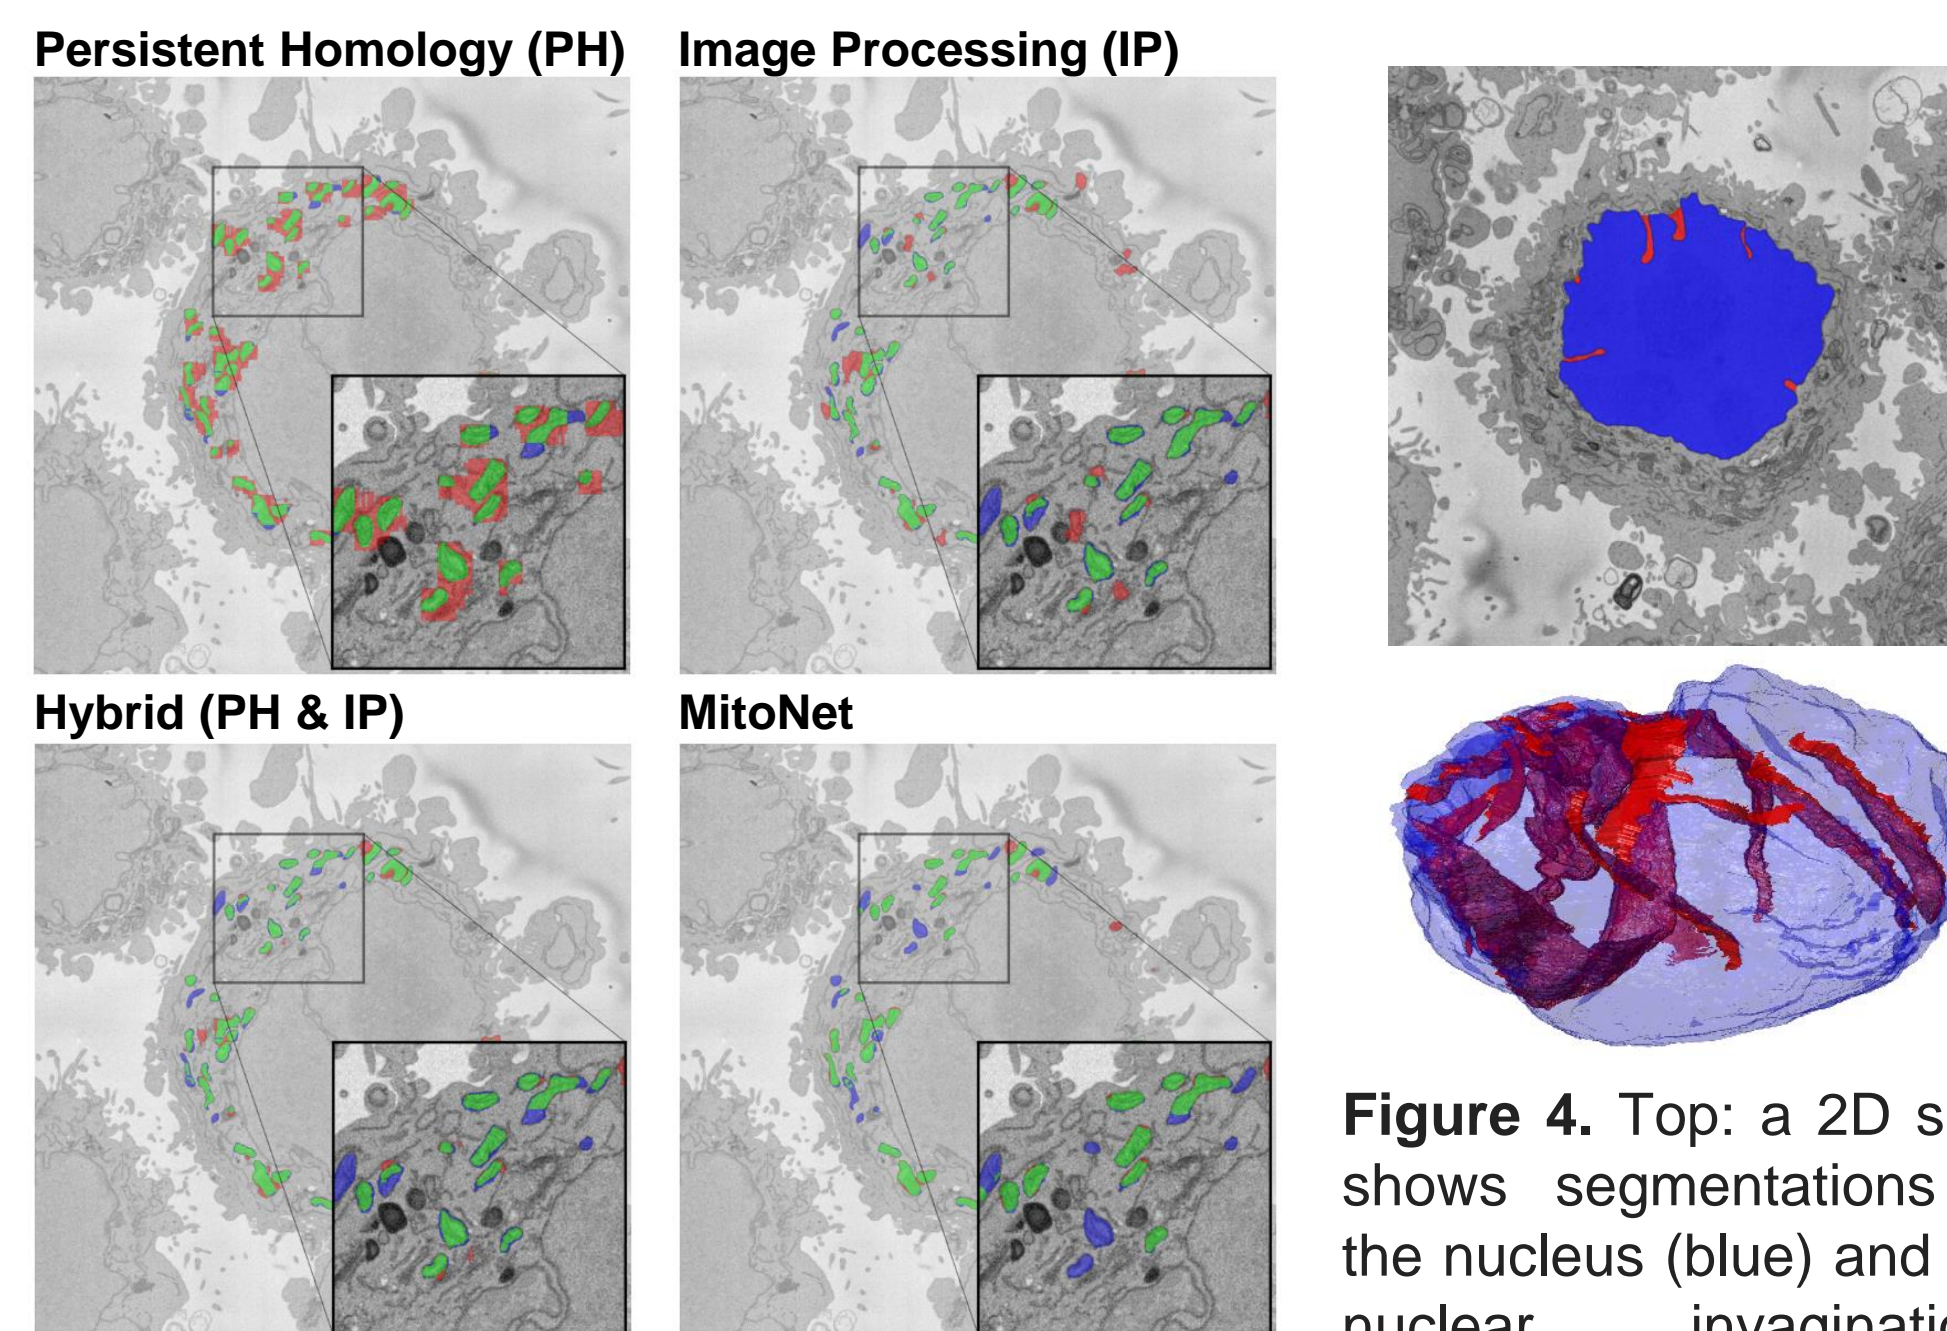 Persistent Homology (PH)
Image Processing (IP)
Hybrid (PH & IP)
MitoNet
Figure 4. Top: a 2D
shows segmentations
the nucleus (blue) and
nuclear